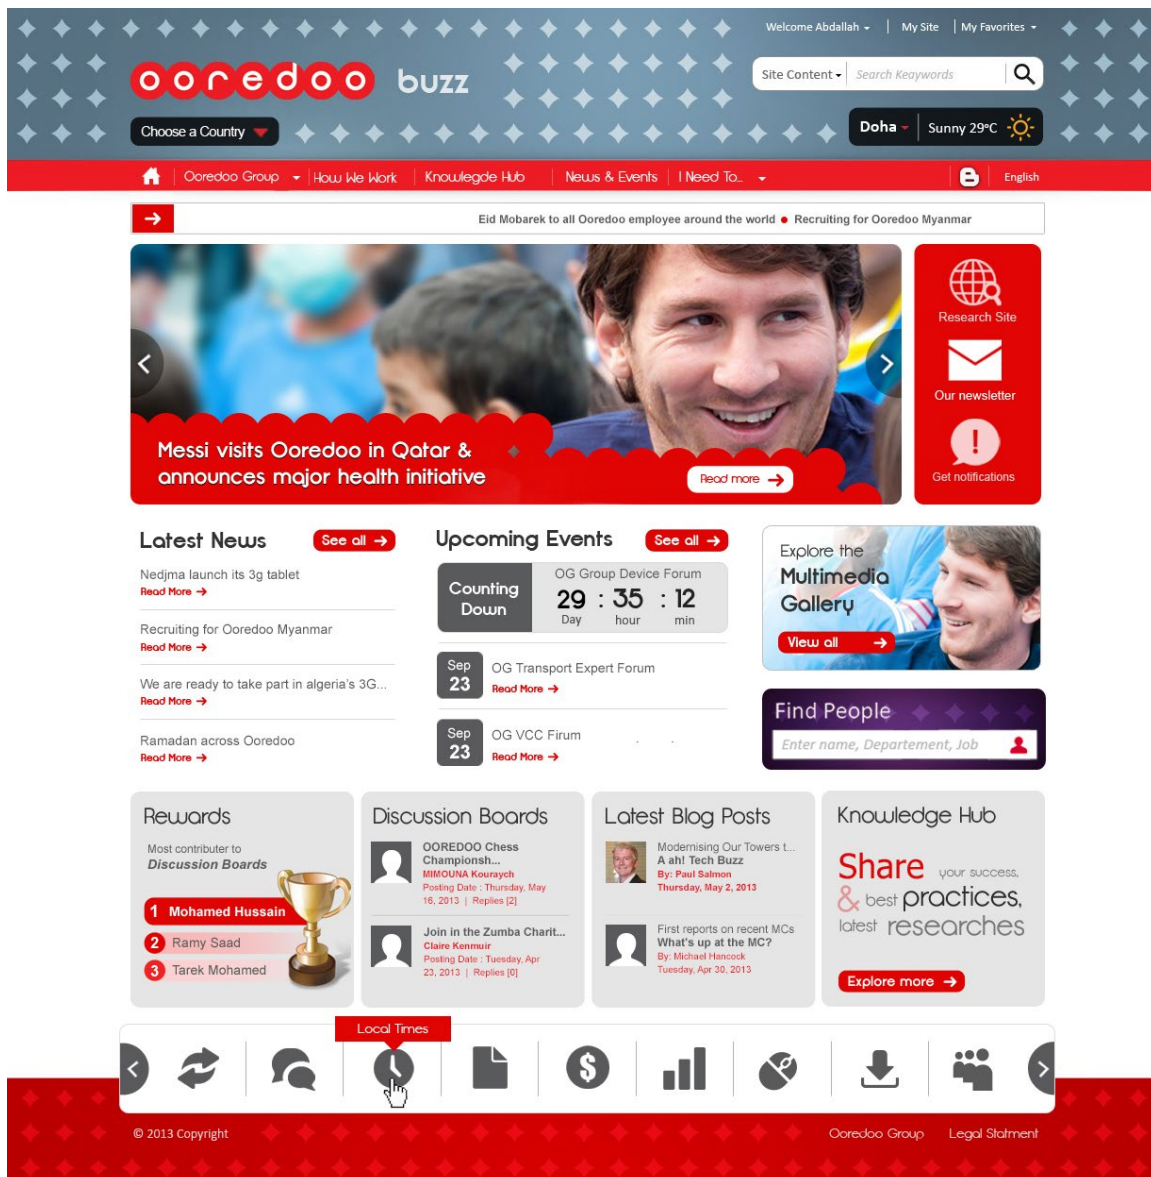 Welcome Abdallah | My Site | My Favorites
ooredoo buzz
Site Content Search Keaywords
Choose a Country
Doha Sunny 29ºC
Ooredoo Group How We Work Knowlegde Hub News & Events I Need To... English
Eid Mobarek to all Ooredoo employee around the world ● Recruiting for Ooredoo Myanmar
Research Site
Our newsletter
Get notifications
Messi visits Ooredoo in Qatar &
announces major health initiative
Read more
Latest News See all
Nedjma launch its 3g tablet
Read More
Recruiting for Ooredoo Myanmar
Read More
We are ready to take part in algeria's 3G...
Read More
Ramadan across Ooredoo
Read More
Upcoming Events See all
Counting
Down
OG Group Device Forum
29 : 35 : 12
Day hour min
Sep
23
OG Transport Expert Forum
Read More
Sep
23
OG VCC Firum
Read More
Explore the
Multimedia
Gallery
View all
Find People
Enter name, Departement, Job
Rewards
Most contributer to
Discussion Boards
1 Mohamed Hussain
2 Ramy Saad
3 Tarek Mohamed
Discussion Boards
OOREDOO Chess
Championsh...
MIMOUNA Kouraych
Posting Date : Thursday, May
16, 2013 | Replies [2]
Join in the Zumba Charit...
Claire Kenmuir
Posting Date : Tuesday, Apr
23, 2013 | Replies [0]
Latest Blog Posts
Modernising Our Towers t...
A ah! Tech Buzz
By: Paul Salmon
Thursday, May 2, 2013
First reports on recent MCs
What's up at the MC?
By: Michael Hancock
Tuesday, Apr 30, 2013
Knowledge Hub
Share your success,
& best practices,
latest researches
Explore more
Local Times
$
© 2013 Copyright
Ooredoo Group Legal Statment